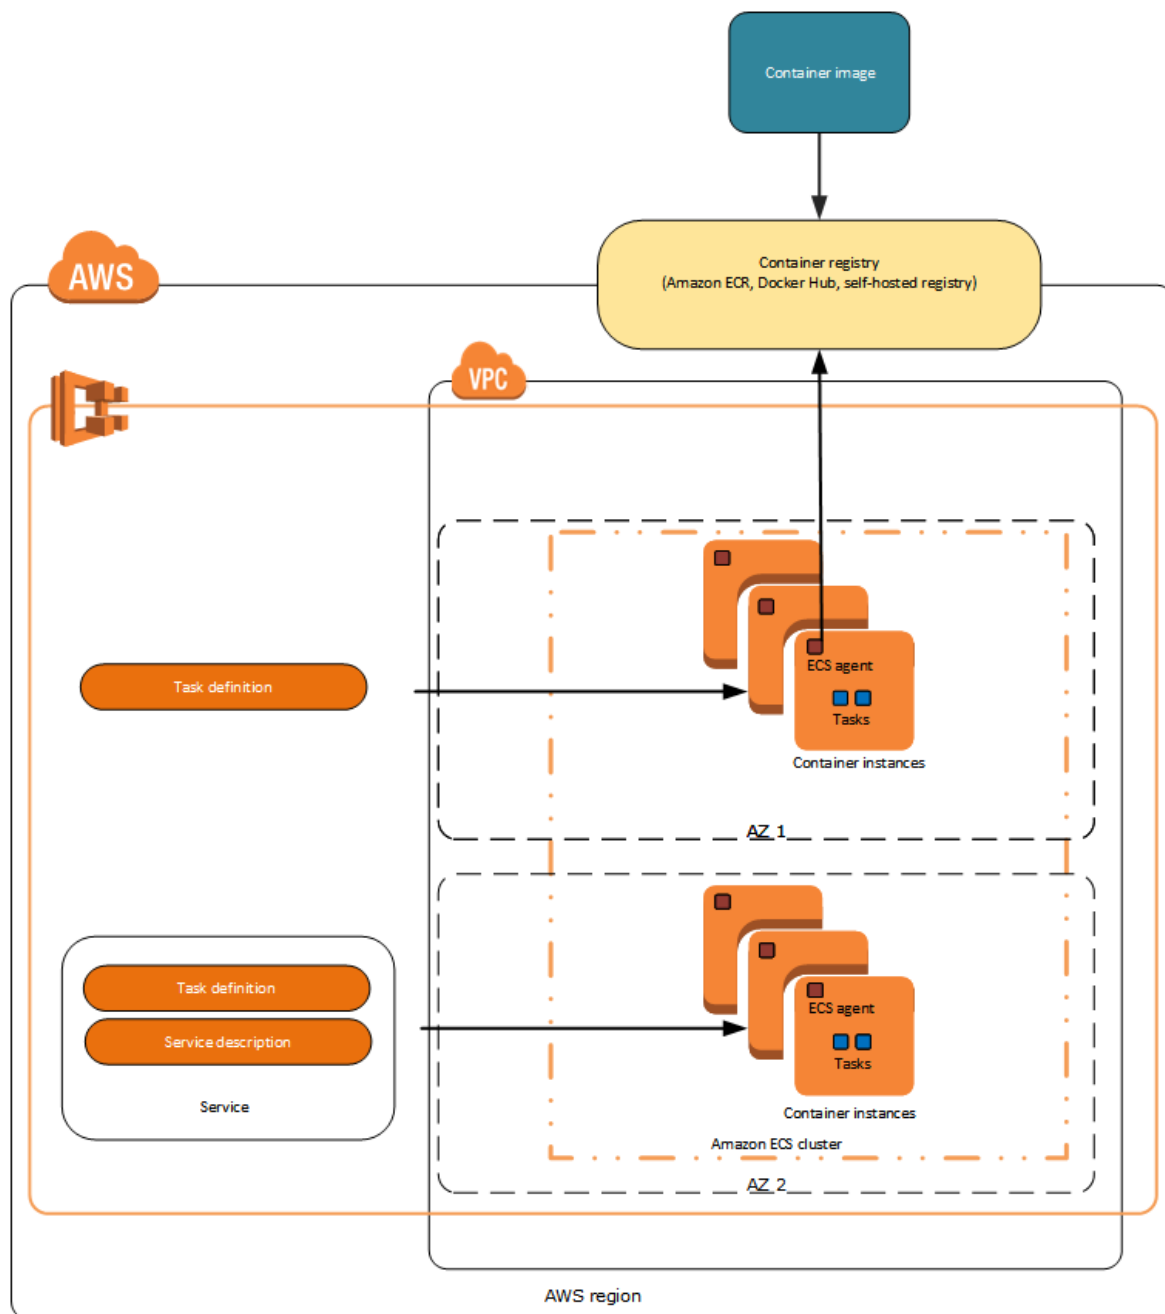 Container image
Container registry
(Amazon ECR, Docker Hub, self-hosted registry)
AWS
VPC
ECS agent
Task definition
Tasks
Container instances
AZ 1
Task definition
Service description
Service
ECS agent
Tasks
Container instances
Amazon ECS cluster
AZ 2
AWS region